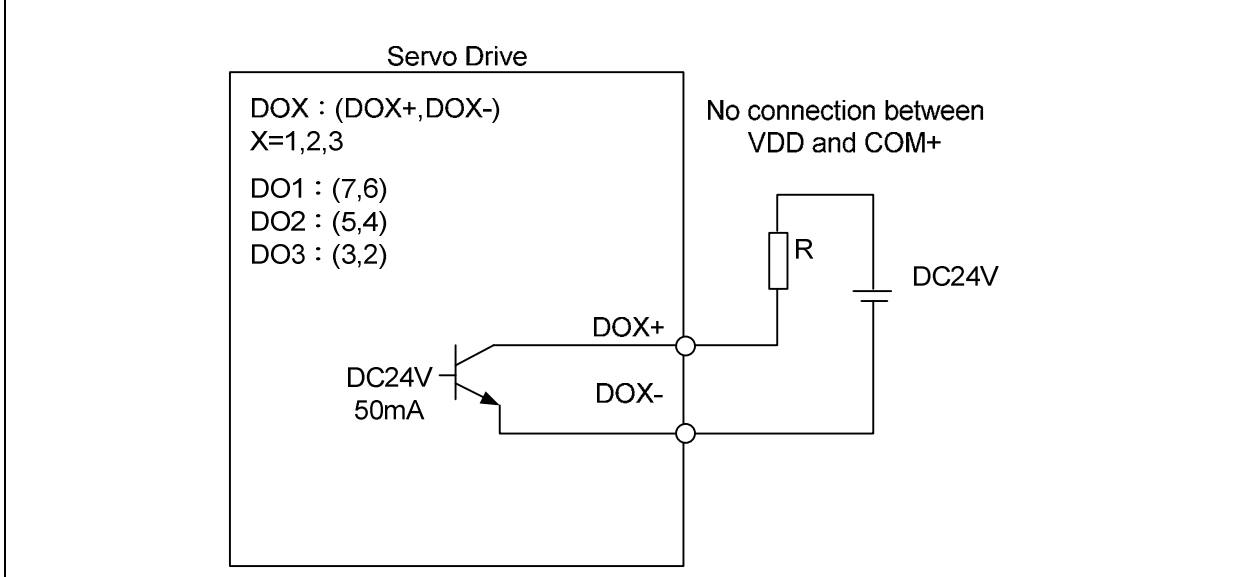 Servo Drive
DOX : (DOX+,DOX-)
X=1,2,3
DO1 : (7,6)
DO2 : (5,4)
DO3 : (3,2)
No connection between
VDD and COM+
R
DC24V
DOX+
DC24V
50mA
DOX-